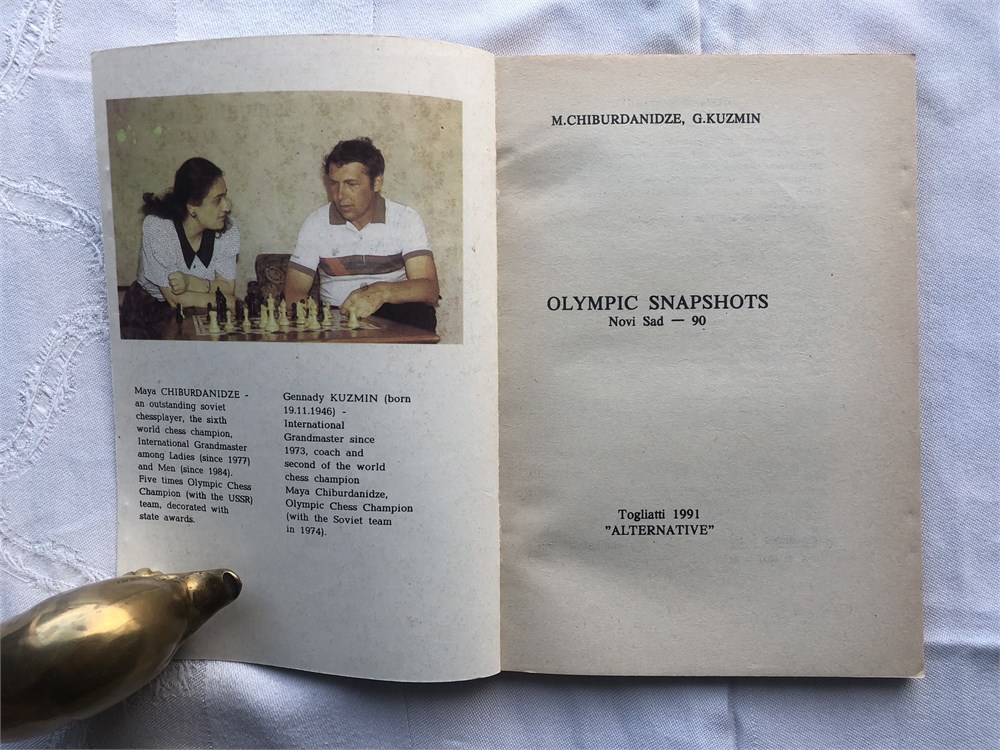 Maya CHIBURDANIDZE -
an outstanding soviet
chessplayer, the sixth
world chess champion,
International Grandmaster
among Ladies (since 1977)
and Men (since 1984).
Five times Olympic Chess
Champion (with the USSR)
team, decorated with
state awards.
Gennady KUZMIN (born
19.11.1946) -
International
Grandmaster since
1973, coach and
second of the world
chess champion
Maya Chiburdanidze,
Olympic Chess Champion
(with the Soviet team
in 1974).
M.CHIBURDANIDZE, G.KUZMIN
OLYMPIC SNAPSHOTS
Novi Sad — 90
Togliatti 1991
"ALTERNATIVE"